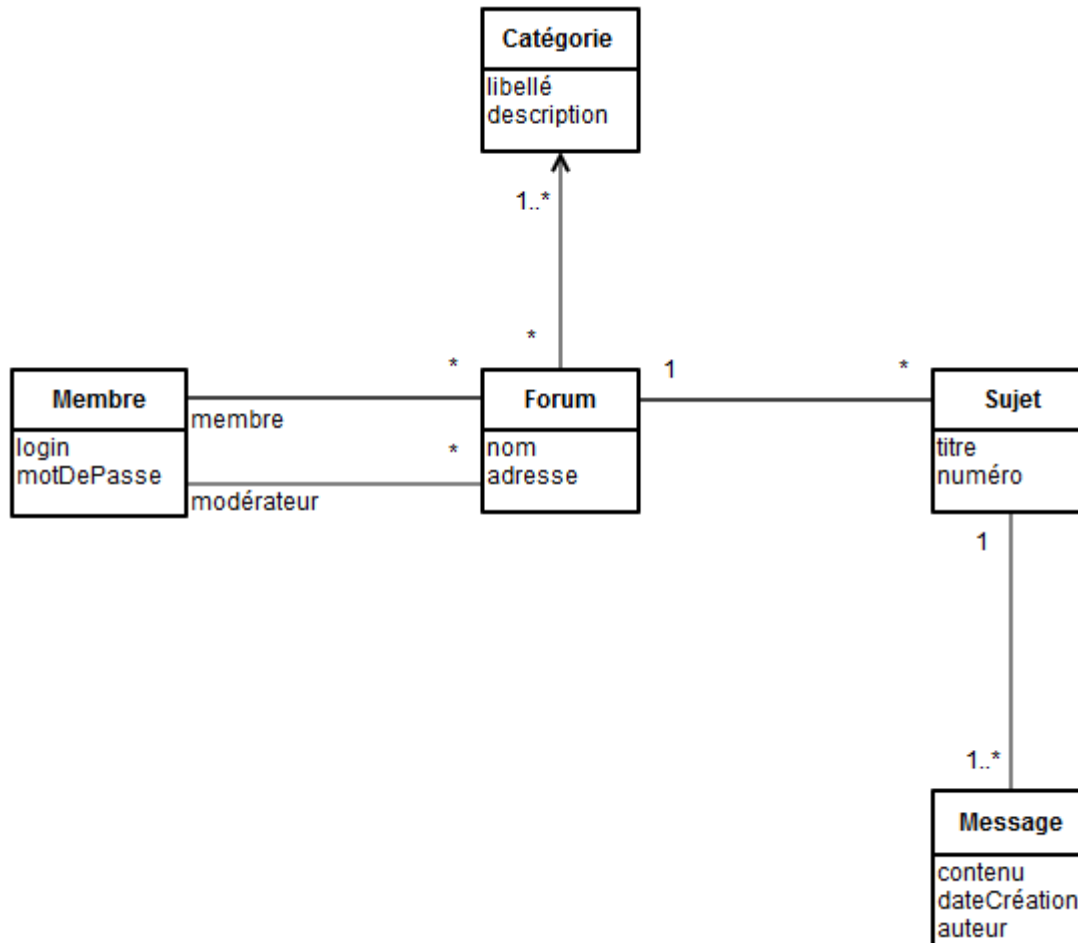 Catégorie
libellé
description
1..*
*
Membre
login
motDePasse
membre
*
modérateur
*
Forum
nom
adresse
1
*
Sujet
titre
numéro
1
1..*
Message
contenu
dateCréation
auteur